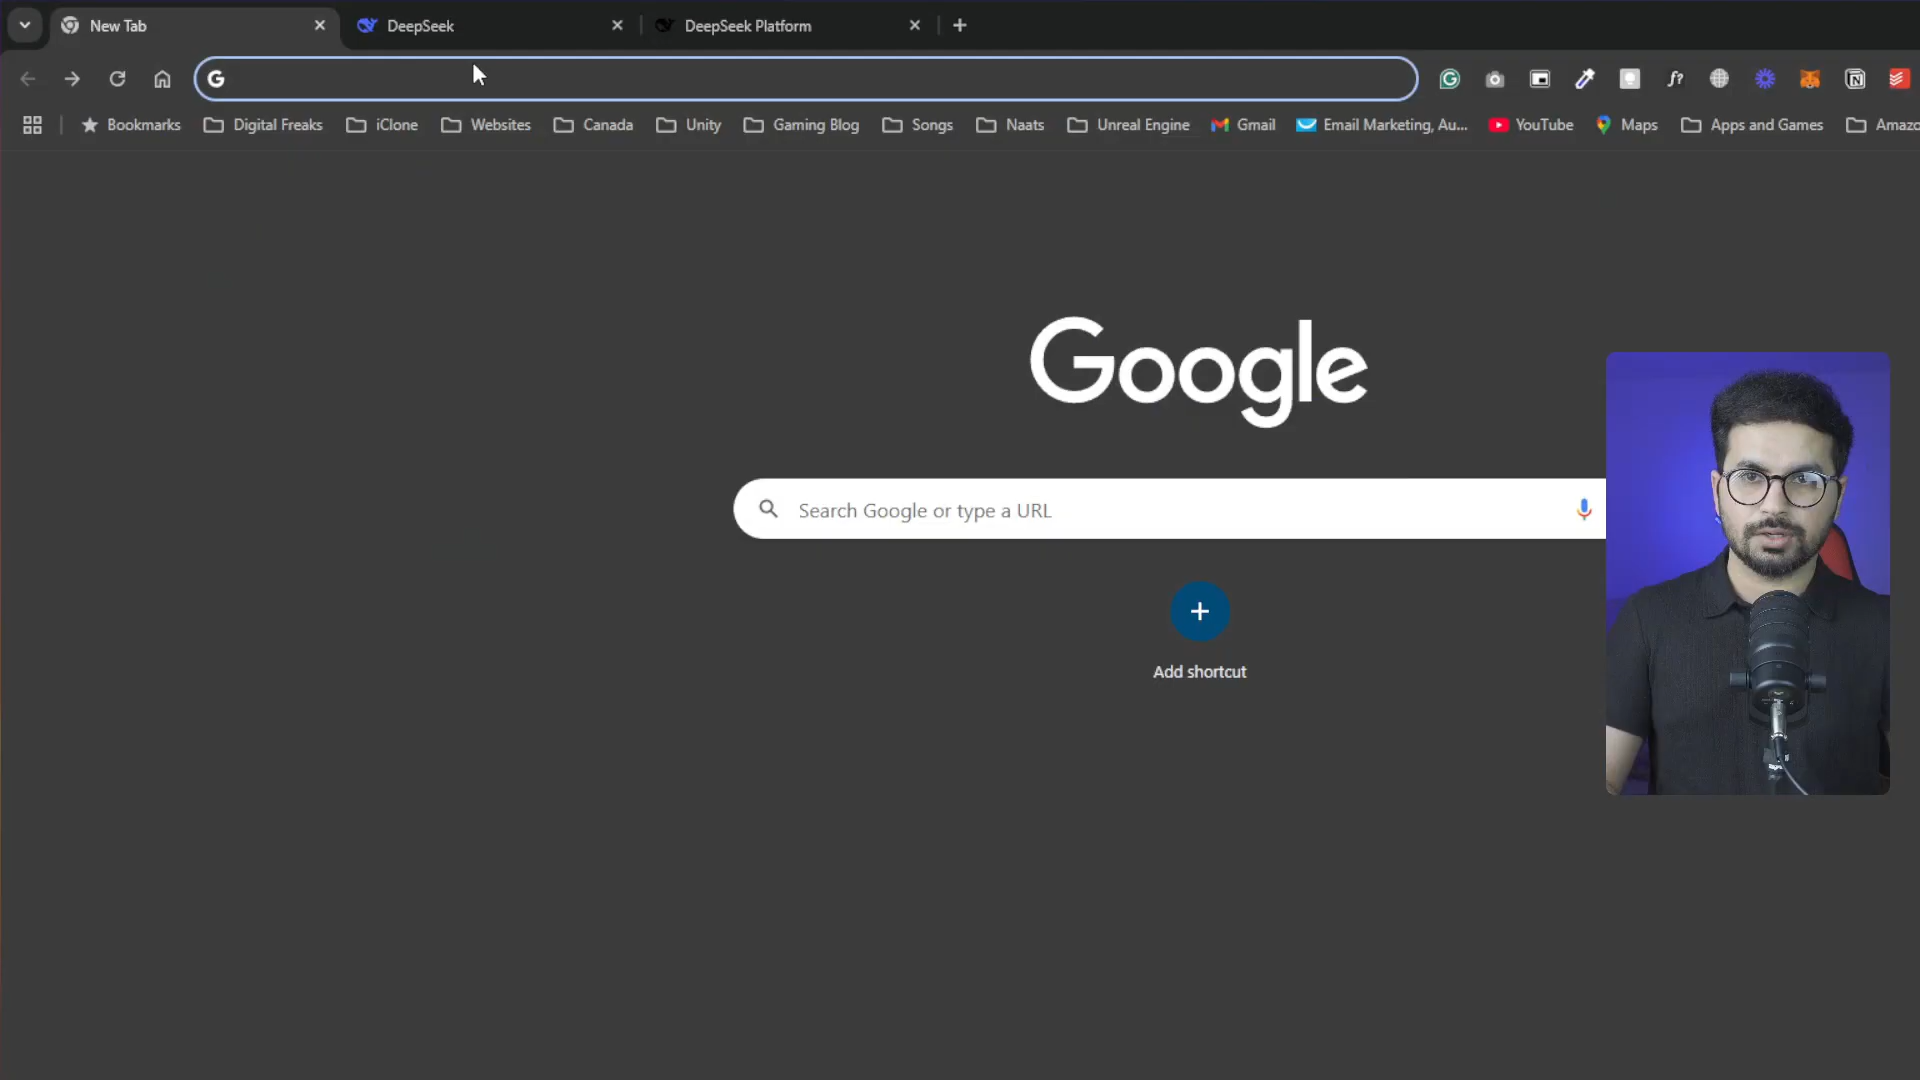 New Tab
DeepSeek
DeepSeek Platform
Bookmarks
Digital Freaks
iClone
Websites
Canada
Unity
Gaming Blog
Songs
Naats
Unreal Engine
Gmail
Email Marketing, Au...
YouTube
Maps
Apps and Games
Amazo
Google
Search Google or type a URL
Add shortcut